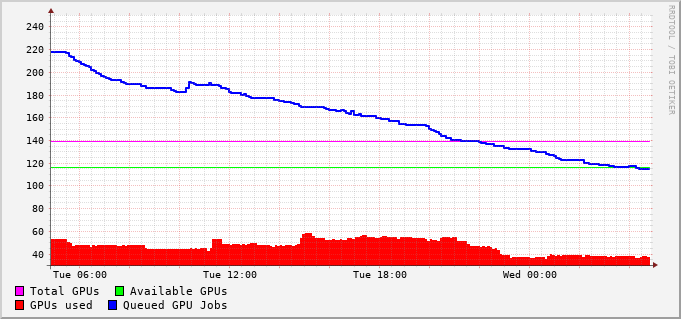 240
220
200
180
160
140
120
100
80
60
40
Tue 06:00 Tue 12:00 Tue 18:00 Wed 00:00
Total GPUs Available GPUs
GPUs used Queued GPU Jobs
RRDTOOL / TOBI OETIKER